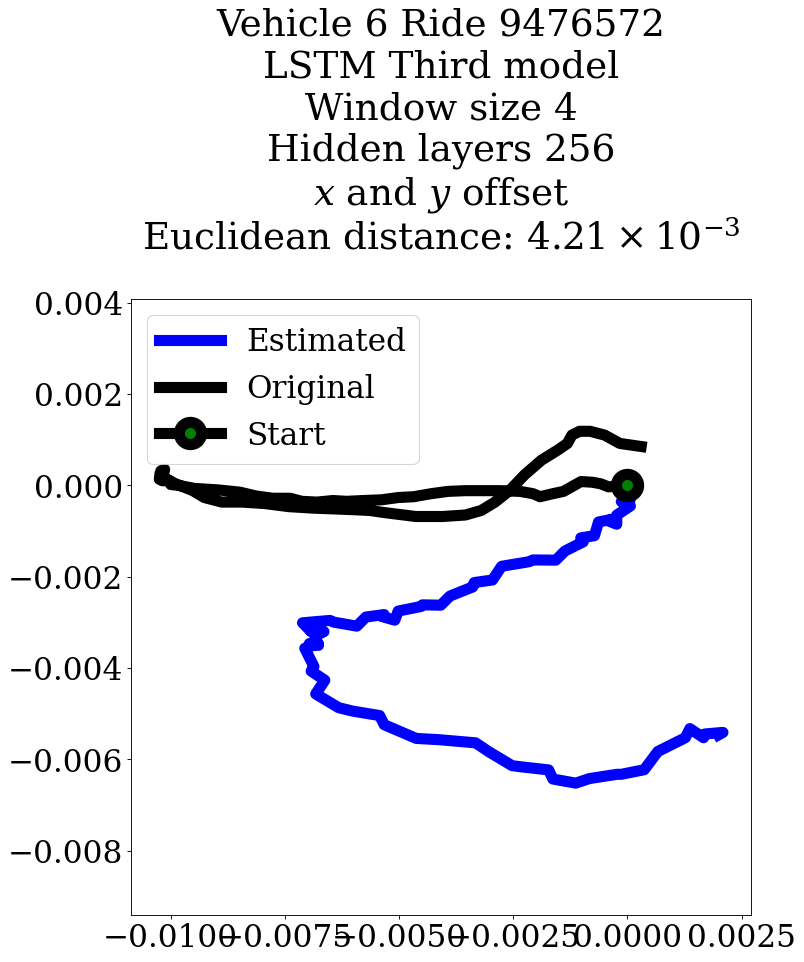 Vehicle 6 Ride 9476572
LSTM Third model
Window size 4
Hidden layers 256
x and y offset
Euclidean distance: 4.21 × 10⁻³
0.004
0.002
0.000
−0.002
−0.004
−0.006
−0.008
Estimated
Original
Start
−0.0100 −0.0075 −0.0050 −0.0025 0.0000 0.0025